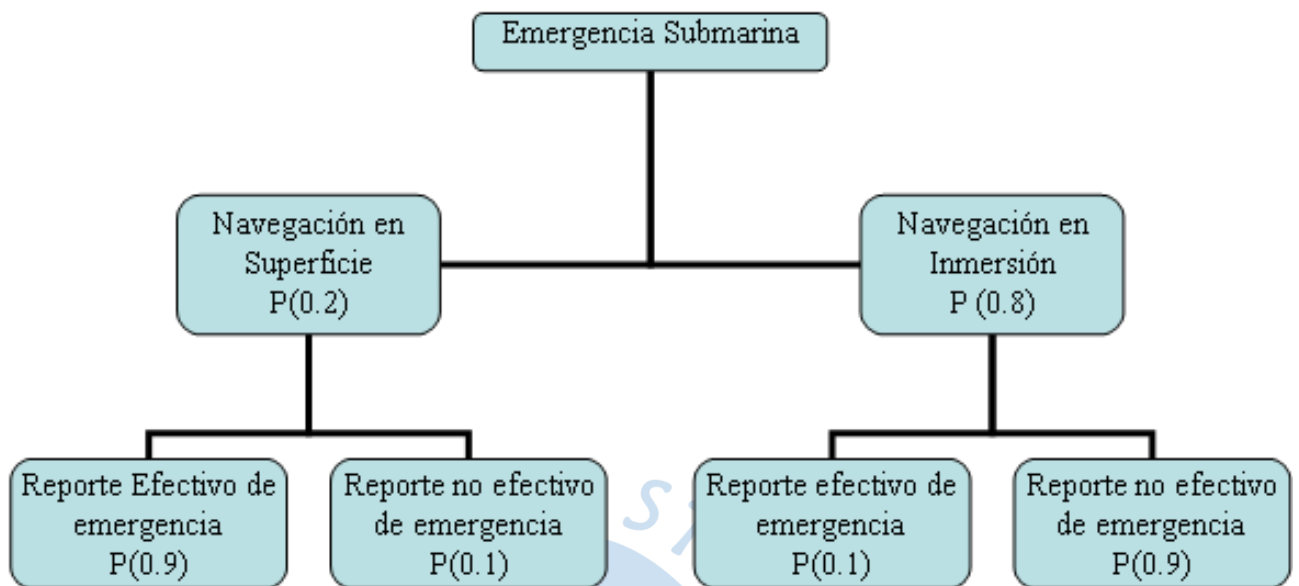 Emergencia Submarina
Navegación en
Superficie
P(0.2)
Navegación en
Inmersión
P (0.8)
Reporte Efectivo de
emergencia
P(0.9)
Reporte no efectivo
de emergencia
P(0.1)
Reporte efectivo de
emergencia
P(0.1)
Reporte no efectivo
de emergencia
P(0.9)